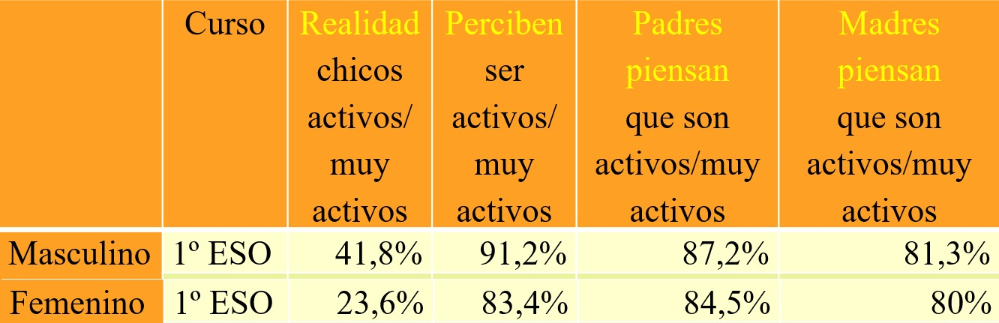 Curso Realidad Perciben Padres Madres
chicos ser piensan piensan
activos/ activos/ que son que son
muy muy activos/muy activos/muy
activos activos activos activos
Masculino 1º ESO 41,8% 91,2% 87,2% 81,3%
Femenino 1º ESO 23,6% 83,4% 84,5% 80%